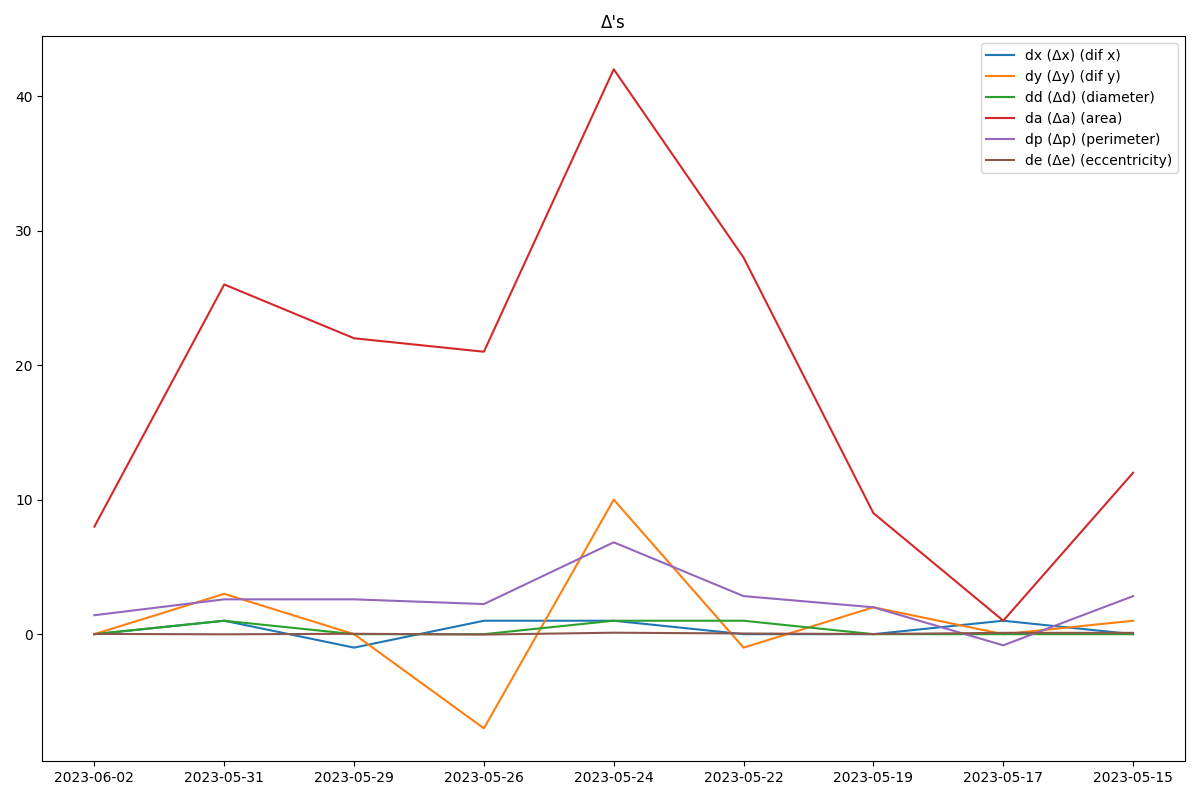 Δ's
dx (Δx) (dif x)
dy (Δy) (dif y)
dd (Δd) (diameter)
da (Δa) (area)
dp (Δp) (perimeter)
de (Δe) (eccentricity)
40
30
20
10
0
2023-06-02 2023-05-31 2023-05-29 2023-05-26 2023-05-24 2023-05-22 2023-05-19 2023-05-17 2023-05-15